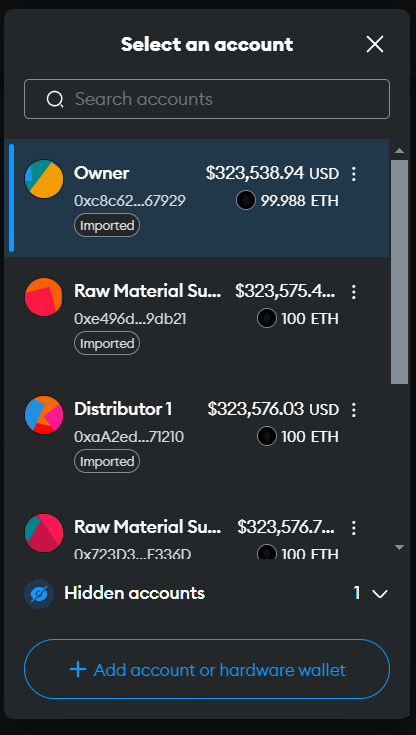 Select an account
Search accounts
Owner $323,538.94 USD
0xc8c62...67929 99.988 ETH
Imported
Raw Material Su... $323,575.4...
0xe496d...9db21 100 ETH
Imported
Distributor 1 $323,576.03 USD
0xaA2ed...71210 100 ETH
Imported
Raw Material Su... $323,576.7...
0x723D3...F336D 100 ETH
Hidden accounts 1
+ Add account or hardware wallet